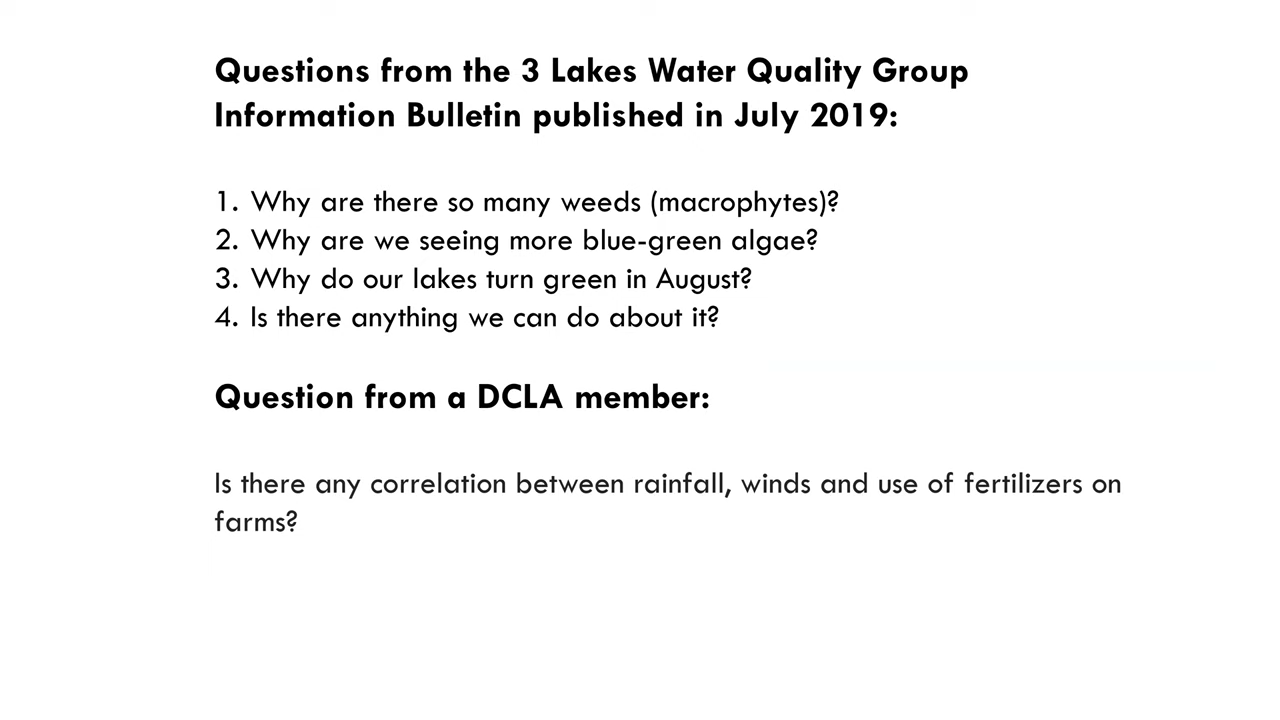 Questions from the 3 Lakes Water Quality Group
Information Bulletin published in July 2019:
1. Why are there so many weeds (macrophytes)?
2. Why are we seeing more blue-green algae?
3. Why do our lakes turn green in August?
4. Is there anything we can do about it?
Question from a DCLA member:
Is there any correlation between rainfall, winds and use of fertilizers on
farms?